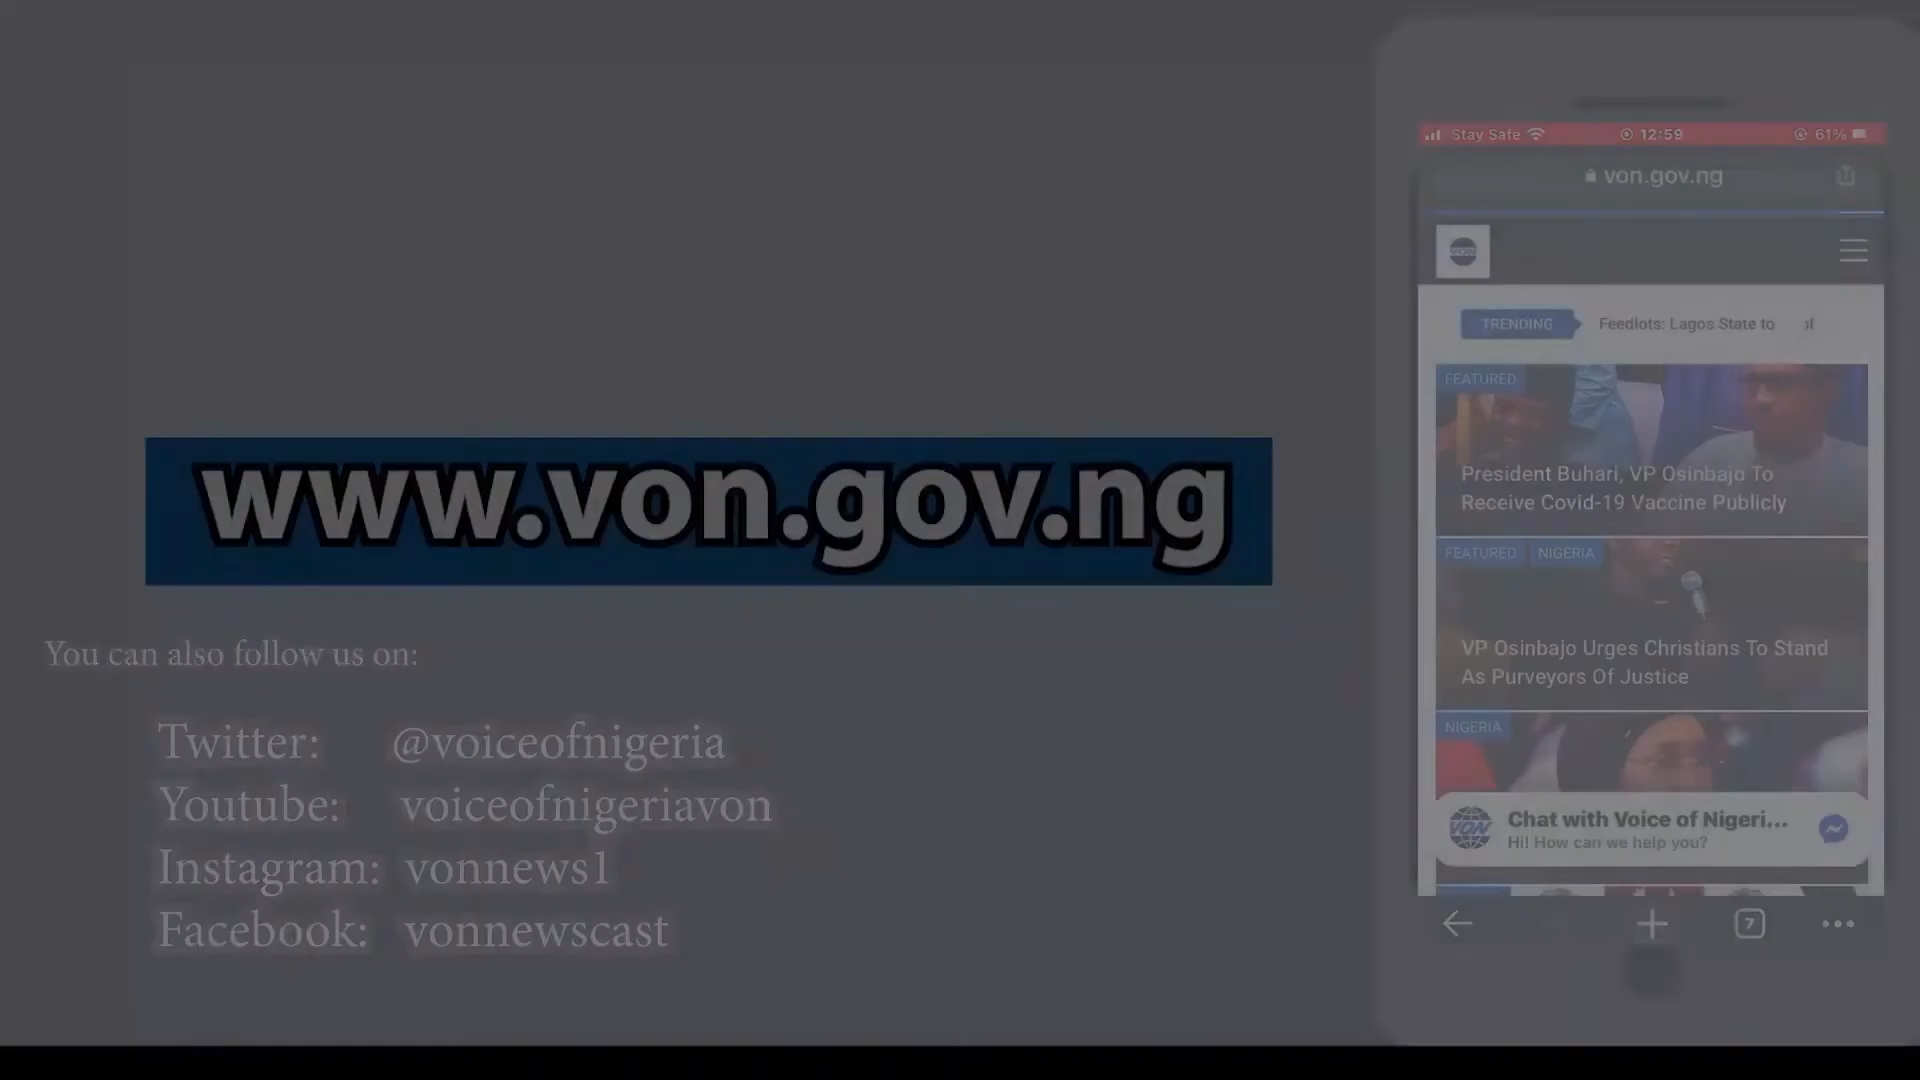 www.von.gov.ng
You can also follow us on:
Twitter: @voiceofnigeria
Youtube: voiceofnigeriavon
Instagram: vonnews1
Facebook: vonnewscast
Stay Safe 12:59 61%
von.gov.ng
VON
TRENDING Feedlots: Lagos State to
FEATURED
President Buhari, VP Osinbajo To
Receive Covid-19 Vaccine Publicly
FEATURED NIGERIA
VP Osinbajo Urges Christians To Stand
As Purveyors Of Justice
NIGERIA
VON
Chat with Voice of Nigeri...
Hi! How can we help you?
7